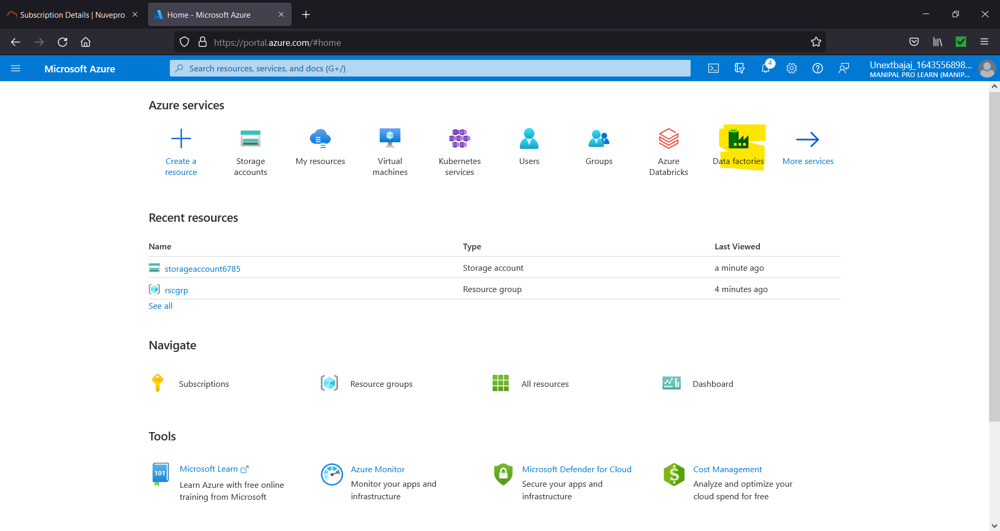 Subscription Details | Nuvepro
Home - Microsoft Azure
https://portal.azure.com/#home
Microsoft Azure
Search resources, services, and docs (G+/)
4
Unextbajaj_1643556898...
MANIPAL PRO LEARN (MANIP...
Azure services
Create a
resource
Storage
accounts
My resources
Virtual
machines
Kubernetes
services
Users
Groups
Azure
Databricks
Data factories
More services
Recent resources
Name Type Last Viewed
storageaccount6785 Storage account a minute ago
rscgrp Resource group 4 minutes ago
See all
Navigate
Subscriptions
Resource groups
All resources
Dashboard
Tools
101
Microsoft Learn
Learn Azure with free online
training from Microsoft
Azure Monitor
Monitor your apps and
infrastructure
Microsoft Defender for Cloud
Secure your apps and
infrastructure
$
Cost Management
Analyze and optimize your
cloud spend for free